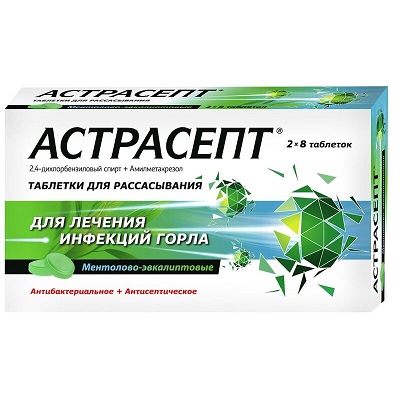 АСТРАСЕПТ
ТАБЛЕТКИ ДЛЯ РАССАСЫВАНИЯ
2 × 8 таблеток
АСТРАСЕПТ®
2 × 8 таблеток
2,4-дихлорбензиловый спирт + Амилметакрезол
ТАБЛЕТКИ ДЛЯ РАССАСЫВАНИЯ
ДЛЯ ЛЕЧЕНИЯ
ИНФЕКЦИЙ ГОРЛА
Ментолово-эвкалиптовые
Антибактериальное + Антисептическое